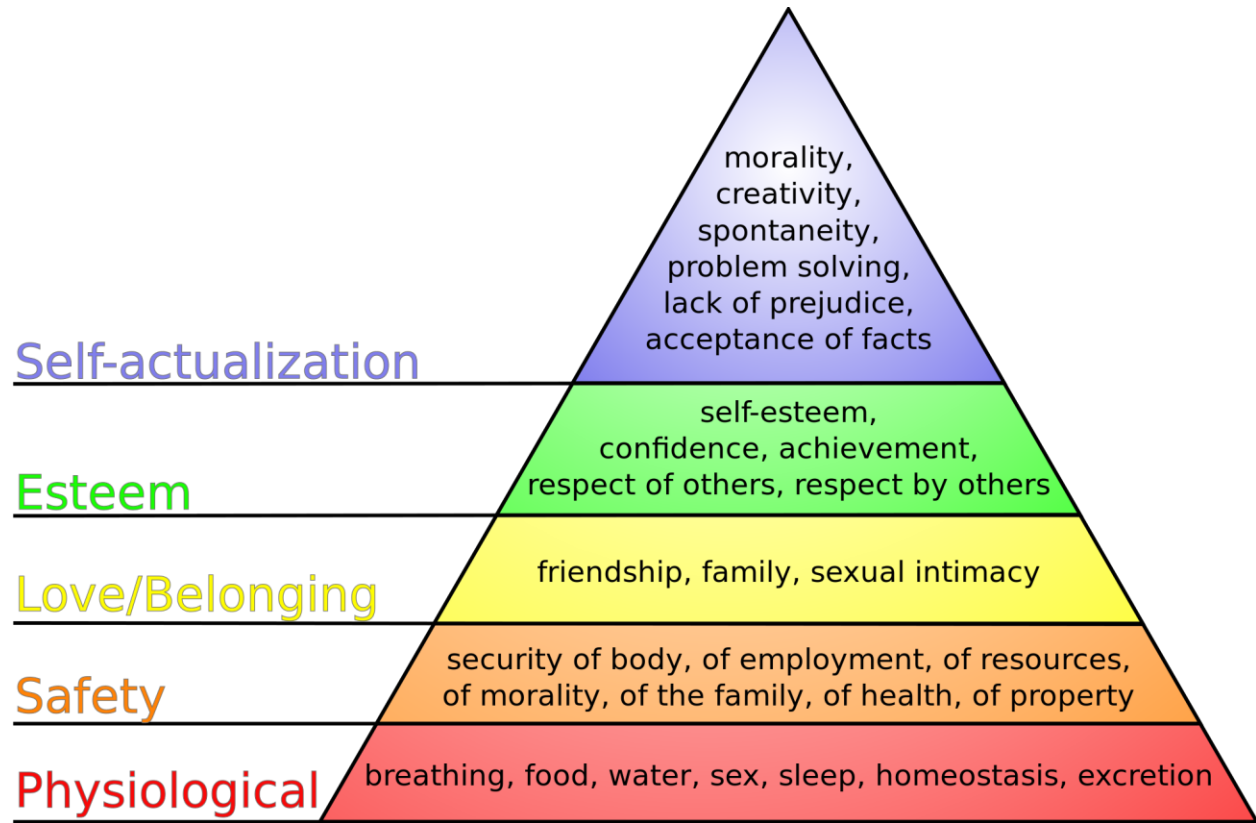 morality,
creativity,
spontaneity,
problem solving,
lack of prejudice,
acceptance of facts
Self-actualization
self-esteem,
confidence, achievement,
respect of others, respect by others
Esteem
friendship, family, sexual intimacy
Love/Belonging
security of body, of employment, of resources,
of morality, of the family, of health, of property
Safety
breathing, food, water, sex, sleep, homeostasis, excretion
Physiological